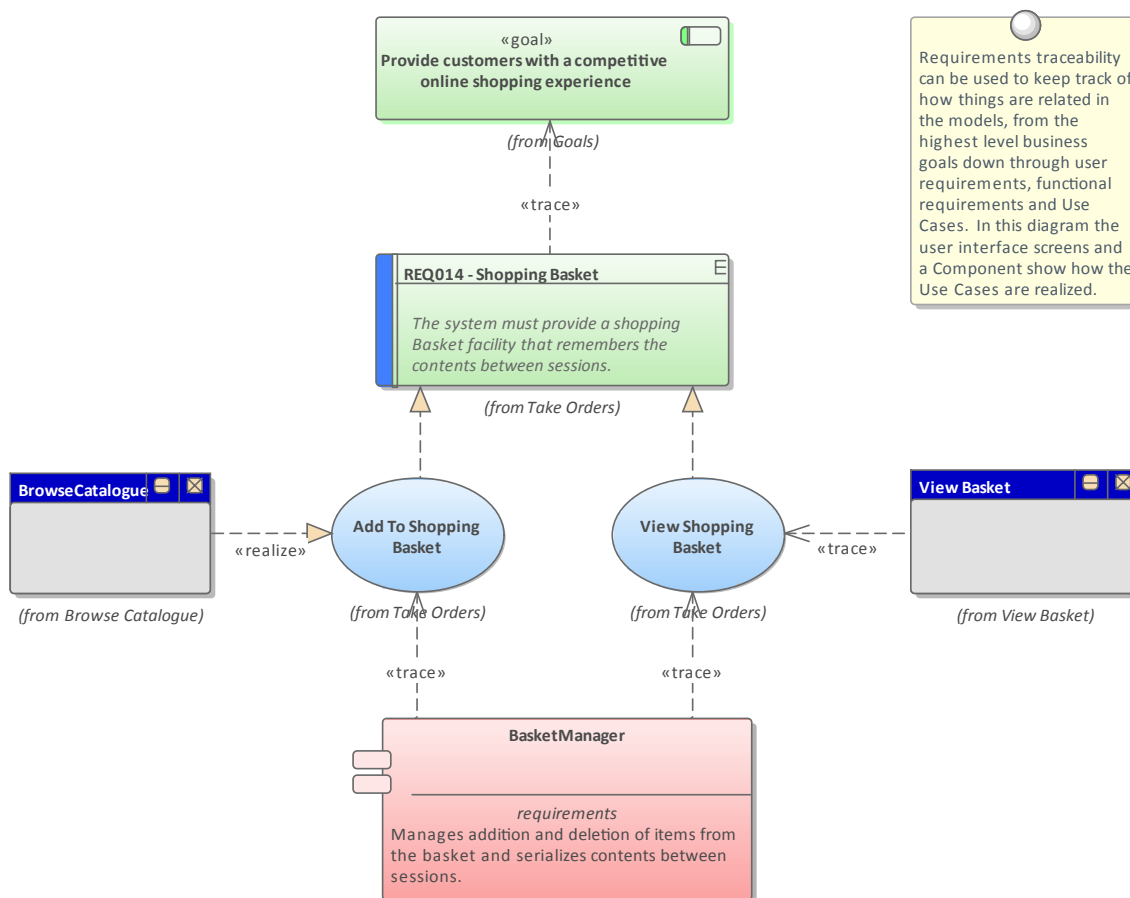 «goal»
Provide customers with a competitive
online shopping experience
(from Goals)
«trace»
Requirements traceability
can be used to keep track of
how things are related in
the models, from the
highest level business
goals down through user
requirements, functional
requirements and Use
Cases. In this diagram the
user interface screens and
a Component show how the
Use Cases are realized.
REQ014 - Shopping Basket
E
The system must provide a shopping
Basket facility that remembers the
contents between sessions.
(from Take Orders)
BrowseCatalogue
«realize»
(from Browse Catalogue)
Add To Shopping
Basket
(from Take Orders)
View Shopping
Basket
(from Take Orders)
«trace»
View Basket
(from View Basket)
«trace»
«trace»
BasketManager
requirements
Manages addition and deletion of items from
the basket and serializes contents between
sessions.